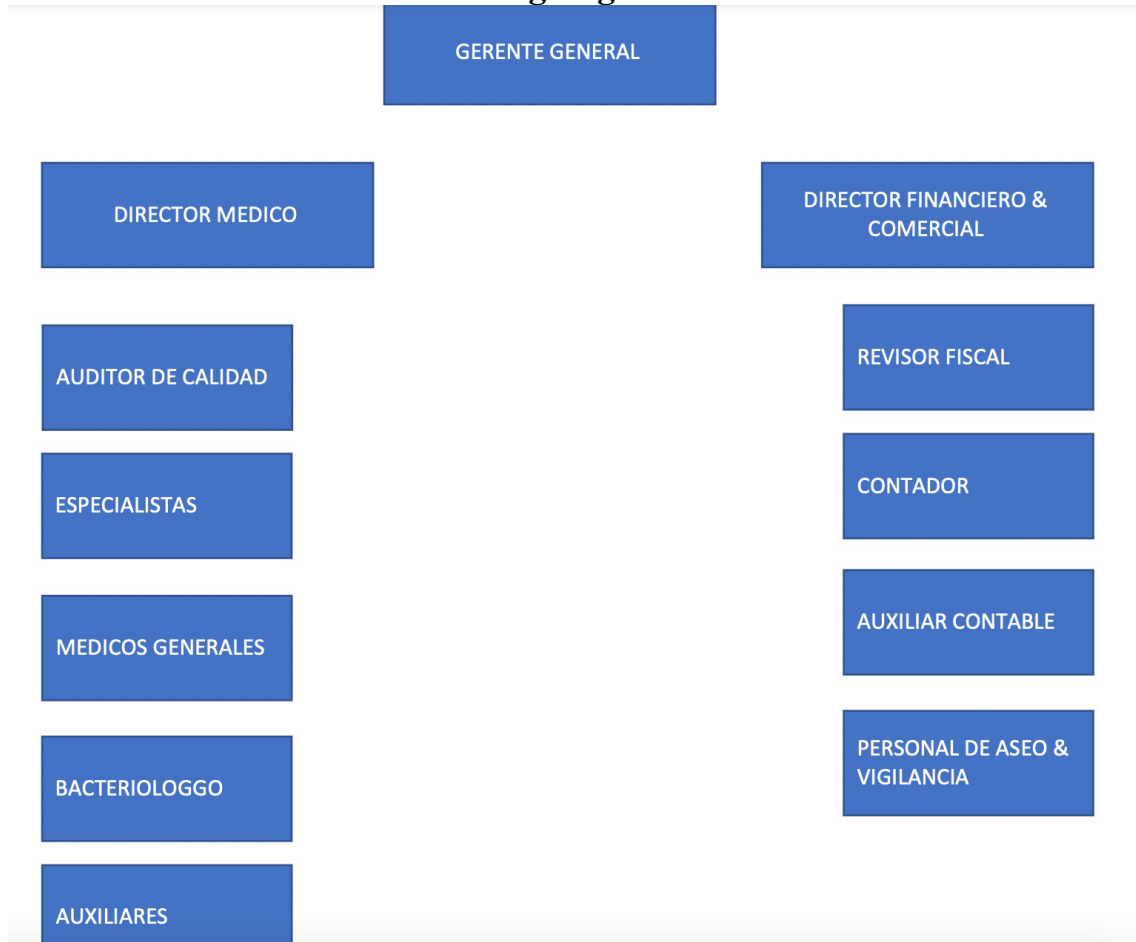 GERENTE GENERAL
DIRECTOR MEDICO
DIRECTOR FINANCIERO &
COMERCIAL
AUDITOR DE CALIDAD
ESPECIALISTAS
MEDICOS GENERALES
BACTERIOLOGGO
AUXILIARES
REVISOR FISCAL
CONTADOR
AUXILIAR CONTABLE
PERSONAL DE ASEO &
VIGILANCIA